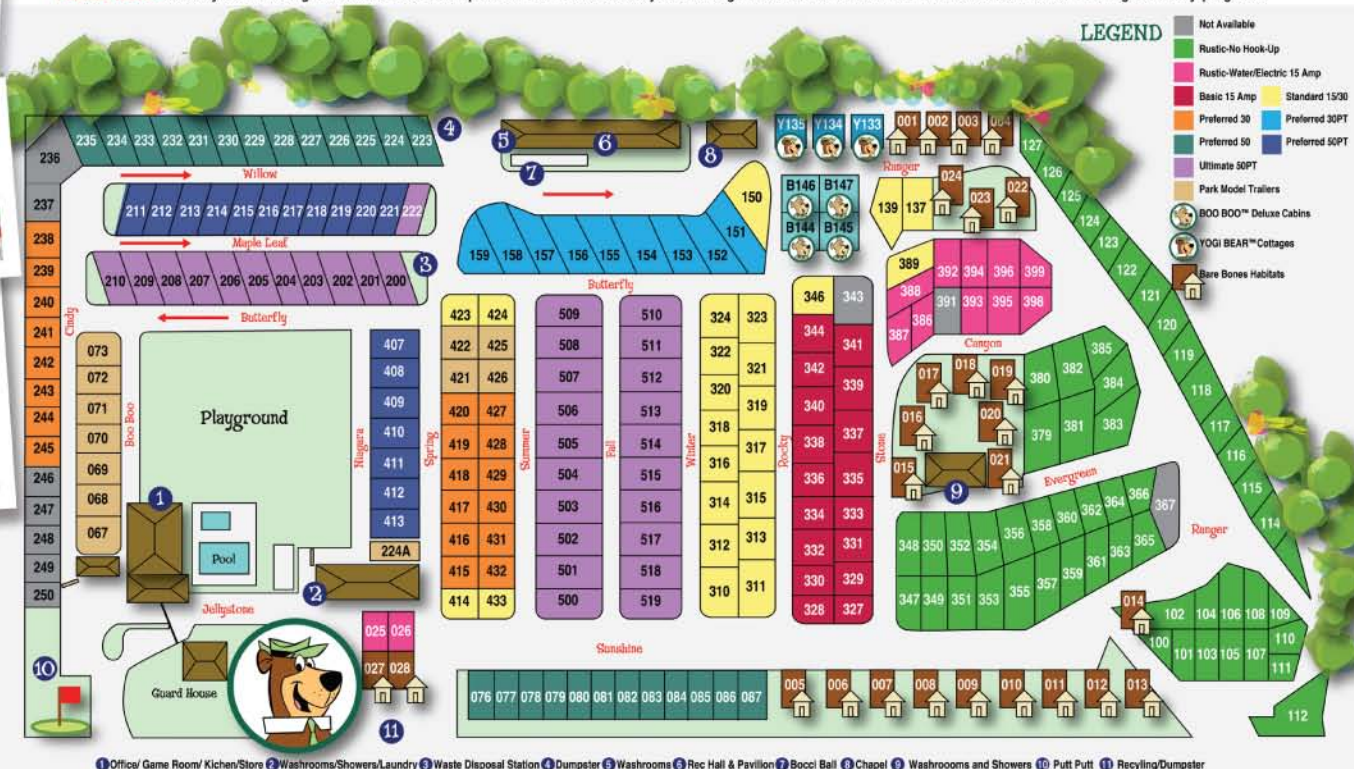 LEGEND
Not Available
Rustic-No Hook-Up
Rustic-Water/Electric 15 Amp
Basic 15 Amp
Standard 15/30
Preferred 30
Preferred 30PT
Preferred 50
Preferred 50PT
Ultimate 50PT
Park Model Trailers
BOO BOO™ Deluxe Cabins
YOGI BEAR™ Cottages
Bare Bones Habitats
235 234 233 232 231 230 229 228 227 226 225 224 223
4
5
6
7
8
Y135 Y134 Y133
001 002 003 004
236
237
238
239
240
241
242
243
244
245
246
247
248
249
250
Willow
211 212 213 214 215 216 217 218 219 220 221 222
Maple Leaf
210 209 208 207 206 205 204 203 202 201 200
3
Butterfly
Cindy
073
072
071
070
069
068
067
Boo Boo
Playground
Pool
1
2
Niagara
407
408
409
410
411
412
413
224A
Jellystone
Guard House
10
025 026
027 028
11
159 158 157 156 155 154 153 152 151 150
Butterfly
Spring
423 424
422 425
421 426
420 427
419 428
418 429
417 430
416 431
415 432
414 433
Summer
509 510
508 511
507 512
506 513
505 514
504 515
503 516
502 517
501 518
500 519
Fall
Winter
324 323
322 321
320 319
318 317
316 315
314 313
312 311
310
Rocky
346 343
344 341
342 339
340 337
338 335
336 333
334 331
332 329
330 327
328
Stone
B146 B147
B144 B145
Ranger
139 137
024
023
022
389
388
387
386
392 394 396 399
391 393 395 398
Canyon
017 018 019
016 020
015 021
9
380 382 385
384
379 381 383
Evergreen
348 350 352 354 356 358 360 362 364 366 367
347 349 351 353 355 357 359 361 363 365
127
126
125
124
123
122
121
120
119
118
117
116
115
114
Ranger
014
102 104 106 108 109
100 101 103 105 107 110
111
112
Sunshine
076 077 078 079 080 081 082 083 084 085 086 087
005 006 007 008 009 010 011 012 013
1 Office/ Game Room/ Kichen/Store 2 Washrooms/Showers/Laundry 3 Waste Disposal Station 4 Dumpster 5 Washrooms 6 Rec Hall & Pavilion 7 Bocci Ball 8 Chapel 9 Washroooms and Showers 10 Putt Putt 11 Recyling/Dumpster